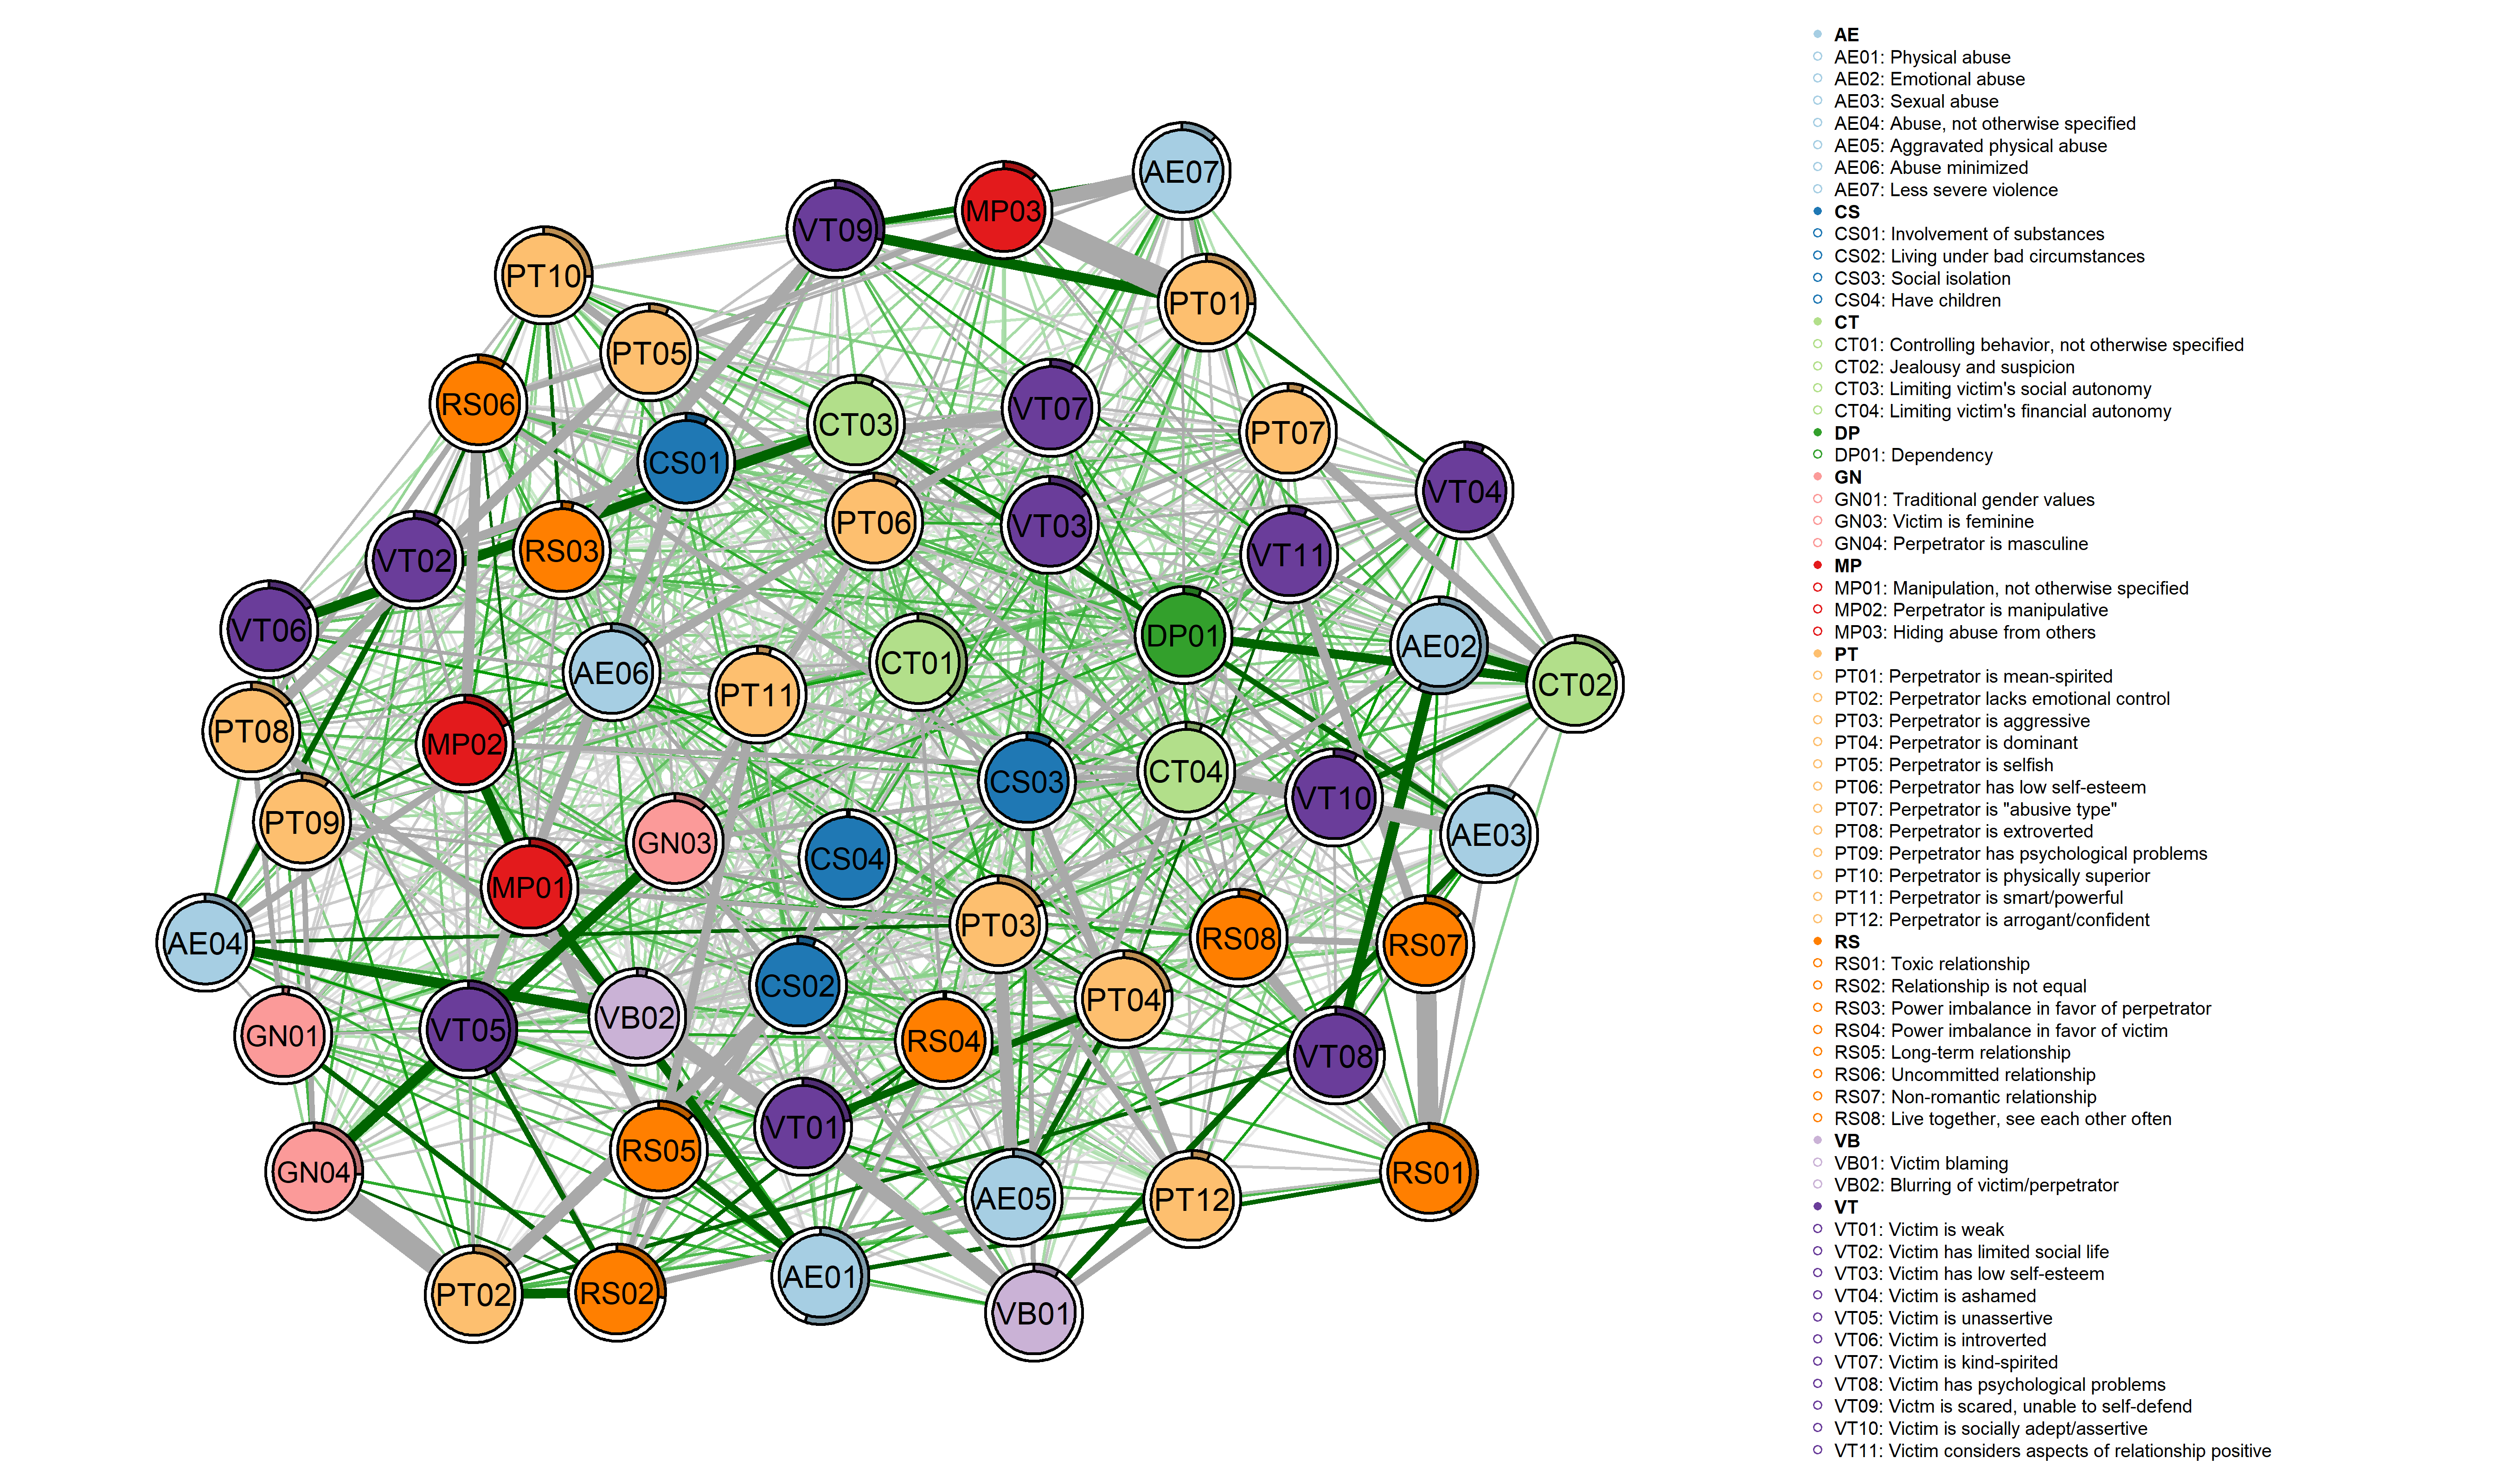 AE07
MP03
VT09
PT10
PT01
PT05
RS06
VT07
CT03
PT07
CS01
VT04
PT06
VT03
RS03
VT11
VT02
VT06
DP01
AE02
CT01
AE06
CT02
PT11
PT08
MP02
CT04
CS03
VT10
PT09
AE03
GN03
CS04
MP01
PT03
RS08
RS07
AE04
CS02
PT04
VB02
VT05
GN01
RS04
VT08
VT01
RS05
GN04
RS01
AE05
PT12
AE01
RS02
PT02
VB01
AE
AE01: Physical abuse
AE02: Emotional abuse
AE03: Sexual abuse
AE04: Abuse, not otherwise specified
AE05: Aggravated physical abuse
AE06: Abuse minimized
AE07: Less severe violence
CS
CS01: Involvement of substances
CS02: Living under bad circumstances
CS03: Social isolation
CS04: Have children
CT
CT01: Controlling behavior, not otherwise specified
CT02: Jealousy and suspicion
CT03: Limiting victim's social autonomy
CT04: Limiting victim's financial autonomy
DP
DP01: Dependency
GN
GN01: Traditional gender values
GN03: Victim is feminine
GN04: Perpetrator is masculine
MP
MP01: Manipulation, not otherwise specified
MP02: Perpetrator is manipulative
MP03: Hiding abuse from others
PT
PT01: Perpetrator is mean-spirited
PT02: Perpetrator lacks emotional control
PT03: Perpetrator is aggressive
PT04: Perpetrator is dominant
PT05: Perpetrator is selfish
PT06: Perpetrator has low self-esteem
PT07: Perpetrator is "abusive type"
PT08: Perpetrator is extroverted
PT09: Perpetrator has psychological problems
PT10: Perpetrator is physically superior
PT11: Perpetrator is smart/powerful
PT12: Perpetrator is arrogant/confident
RS
RS01: Toxic relationship
RS02: Relationship is not equal
RS03: Power imbalance in favor of perpetrator
RS04: Power imbalance in favor of victim
RS05: Long-term relationship
RS06: Uncommitted relationship
RS07: Non-romantic relationship
RS08: Live together, see each other often
VB
VB01: Victim blaming
VB02: Blurring of victim/perpetrator
VT
VT01: Victim is weak
VT02: Victim has limited social life
VT03: Victim has low self-esteem
VT04: Victim is ashamed
VT05: Victim is unassertive
VT06: Victim is introverted
VT07: Victim is kind-spirited
VT08: Victim has psychological problems
VT09: Victm is scared, unable to self-defend
VT10: Victim is socially adept/assertive
VT11: Victim considers aspects of relationship positive